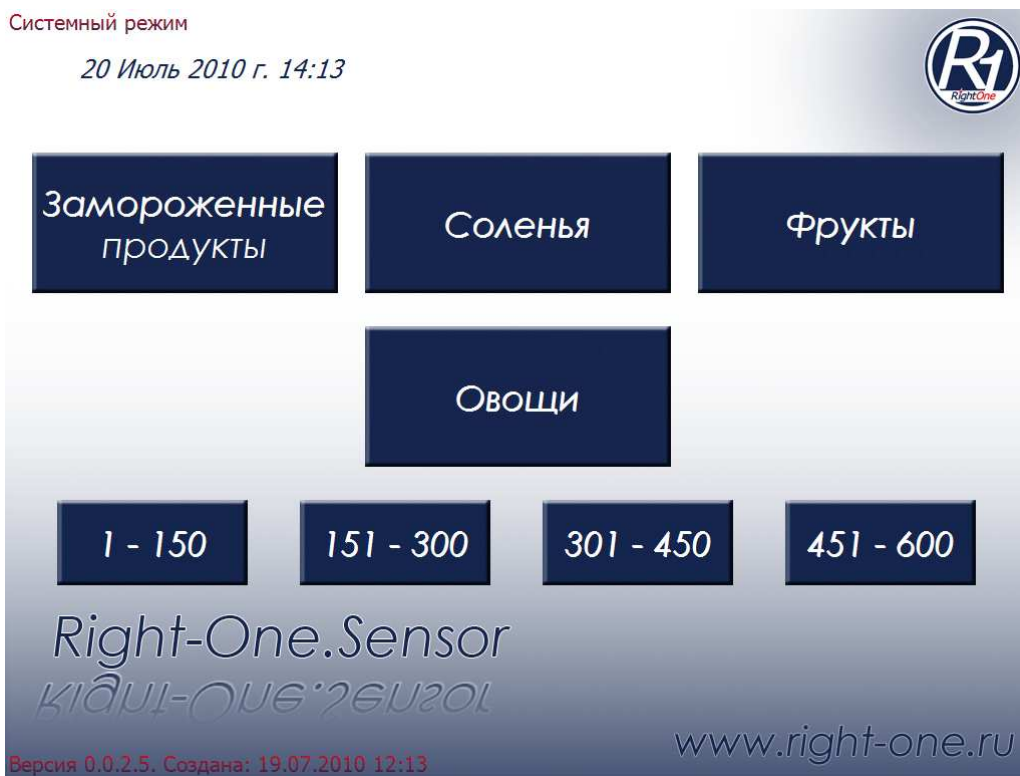 Системный режим
20 Июль 2010 г. 14:13
R1
RightOne
Замороженные
продукты
Соленья
Фрукты
Овощи
1 - 150
151 - 300
301 - 450
451 - 600
Right-One.Sensor
Right-One.Sensor
www.right-one.ru
Версия 0.0.2.5. Создана: 19.07.2010 12:13